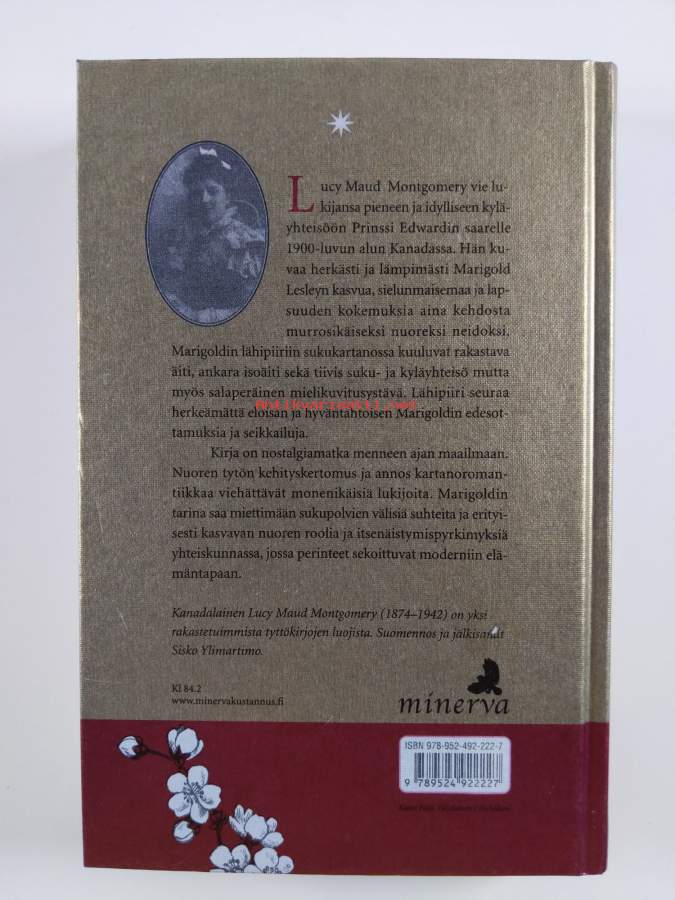 Lucy Maud Montgomery vie lu-
kijansa pieneen ja idylliseen kylä-
yhteisöön Prinssi Edwardin saarelle
1900-luvun alun Kanadassa. Hän ku-
vaa herkästi ja lämpimästi Marigold
Lesleyn kasvua, sielunmaisemaa ja lap-
suuden kokemuksia aina kehdosta
murrosikäiseksi nuoreksi neidoksi.
Marigoldin lähipiiriin sukukartanossa kuuluvat rakastava
äiti, ankara isoäiti sekä tiivis suku- ja kyläyhteisö mutta
myös salaperäinen mielikuvitusystävä. Lähipiiri seuraa
herkeämättä eloisan ja hyväntahtoisen Marigoldin edesot-
tamuksia ja seikkailuja.
Kirja on nostalgiamatka menneen ajan maailmaan.
Nuoren tytön kehityskertomus ja annos kartanoroman-
tiikkaa viehättävät monenikäisiä lukijoita. Marigoldin
tarina saa miettimään sukupolvien välisiä suhteita ja erityi-
sesti kasvavan nuoren roolia ja itsenäistymispyrkimyksiä
yhteiskunnassa, jossa perinteet sekoittuvat moderniin elä-
mäntapaan.
Kanadalainen Lucy Maud Montgomery (1874–1942) on yksi
rakastetuimmista tyttökirjojen luojista. Suomennos ja jälkisanat
Sisko Ylimartimo.
Kl 84.2
www.minervakustannus.fi
minerva
ISBN 978-952-492-222-7
9 789524 922227